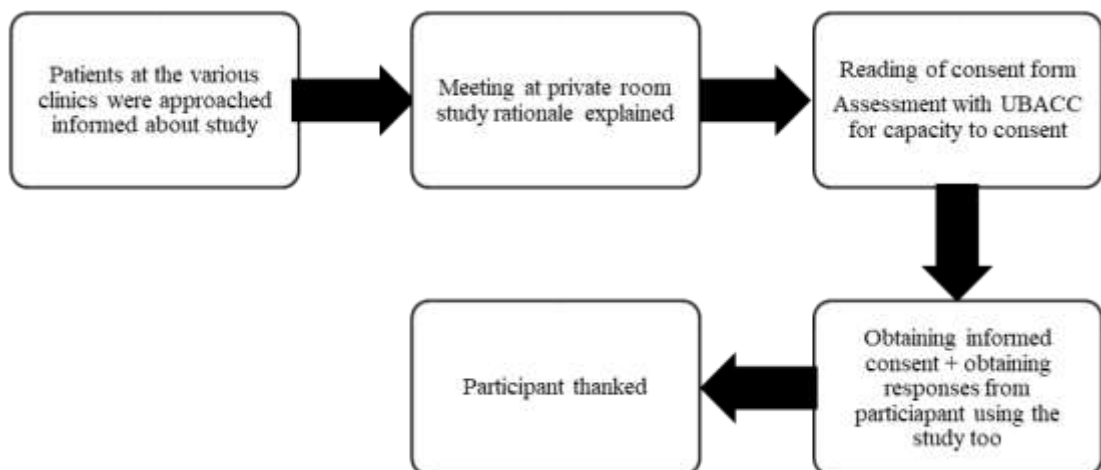 Patients at the various
clinics were approached
informed about study
Meeting at private room
study rationale explained
Reading of consent form
Assessment with UBACC
for capacity to consent
Obtaining informed
consent + obtaining
responses from
particiapant using the
study too
Participant thanked